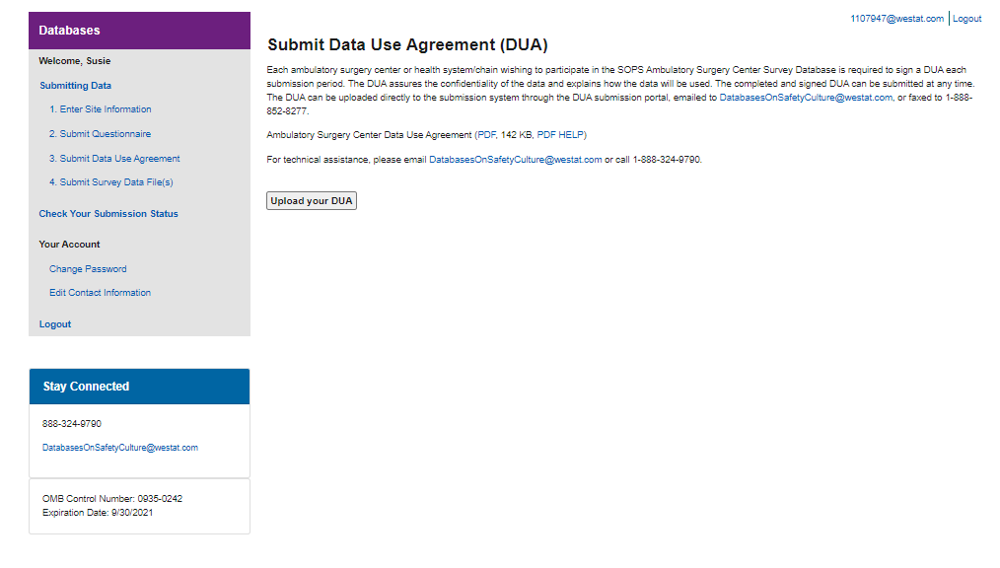 1107947@westat.com | Logout
Databases
Welcome, Susie
Submitting Data
1. Enter Site Information
2. Submit Questionnaire
3. Submit Data Use Agreement
4. Submit Survey Data File(s)
Check Your Submission Status
Your Account
Change Password
Edit Contact Information
Logout
Stay Connected
888-324-9790
DatabasesOnSafetyCulture@westat.com
OMB Control Number: 0935-0242
Expiration Date: 9/30/2021
Submit Data Use Agreement (DUA)
Each ambulatory surgery center or health system/chain wishing to participate in the SOPS Ambulatory Surgery Center Survey Database is required to sign a DUA each
submission period. The DUA assures the confidentiality of the data and explains how the data will be used. The completed and signed DUA can be submitted at any time.
The DUA can be uploaded directly to the submission system through the DUA submission portal, emailed to DatabasesOnSafetyCulture@westat.com, or faxed to 1-888-
852-8277.
Ambulatory Surgery Center Data Use Agreement (PDF, 142 KB, PDF HELP)
For technical assistance, please email DatabasesOnSafetyCulture@westat.com or call 1-888-324-9790.
Upload your DUA